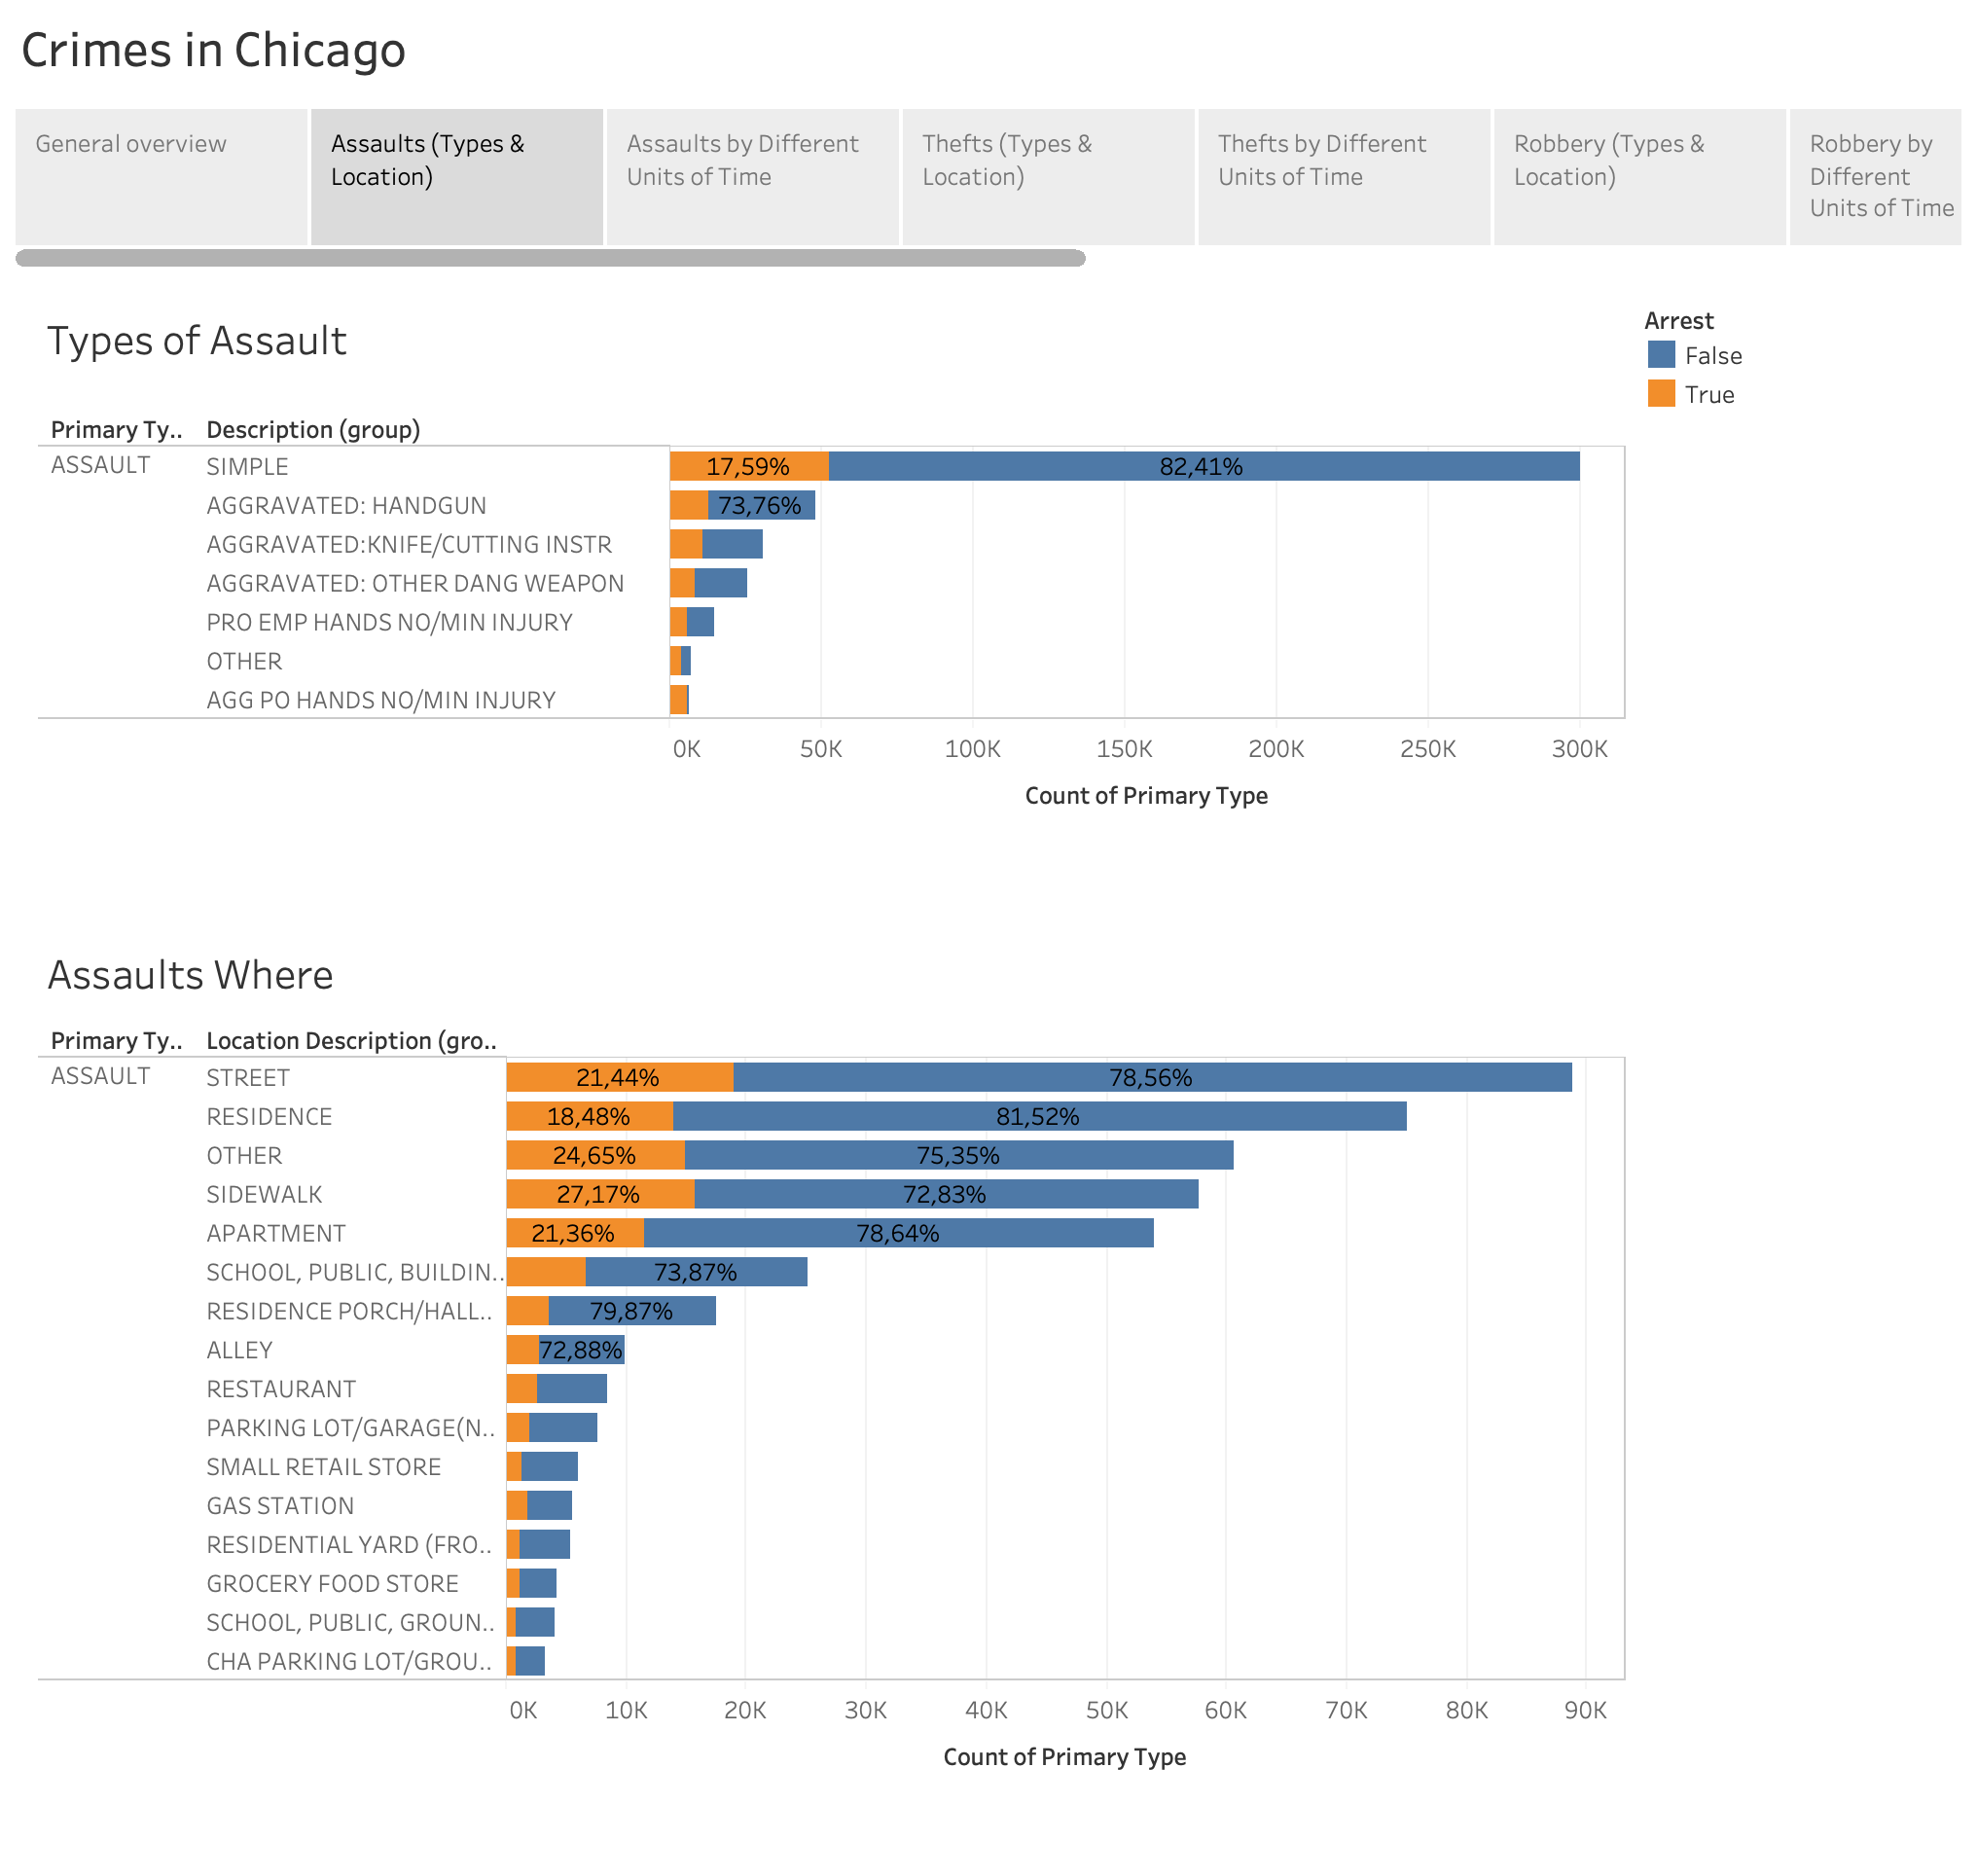 Crimes in Chicago
General overview
Assaults (Types &
Location)
Assaults by Different
Units of Time
Thefts (Types &
Location)
Thefts by Different
Units of Time
Robbery (Types &
Location)
Robbery by
Different
Units of Time
Types of Assault
Arrest
False
True
Primary Ty.. Description (group)
ASSAULT SIMPLE 17,59% 82,41%
AGGRAVATED: HANDGUN 73,76%
AGGRAVATED:KNIFE/CUTTING INSTR
AGGRAVATED: OTHER DANG WEAPON
PRO EMP HANDS NO/MIN INJURY
OTHER
AGG PO HANDS NO/MIN INJURY
0K 50K 100K 150K 200K 250K 300K
Count of Primary Type
Assaults Where
Primary Ty.. Location Description (gro..
ASSAULT STREET 21,44% 78,56%
RESIDENCE 18,48% 81,52%
OTHER 24,65% 75,35%
SIDEWALK 27,17% 72,83%
APARTMENT 21,36% 78,64%
SCHOOL, PUBLIC, BUILDIN.. 73,87%
RESIDENCE PORCH/HALL.. 79,87%
ALLEY 72,88%
RESTAURANT
PARKING LOT/GARAGE(N..
SMALL RETAIL STORE
GAS STATION
RESIDENTIAL YARD (FRO..
GROCERY FOOD STORE
SCHOOL, PUBLIC, GROUN..
CHA PARKING LOT/GROU..
0K 10K 20K 30K 40K 50K 60K 70K 80K 90K
Count of Primary Type